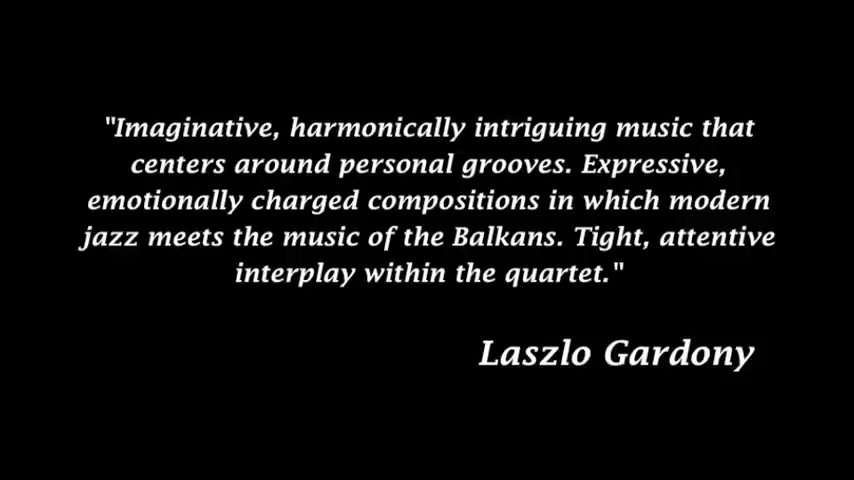 "Imaginative, harmonically intriguing music that
centers around personal grooves. Expressive,
emotionally charged compositions in which modern
jazz meets the music of the Balkans. Tight, attentive
interplay within the quartet."
Laszlo Gardony